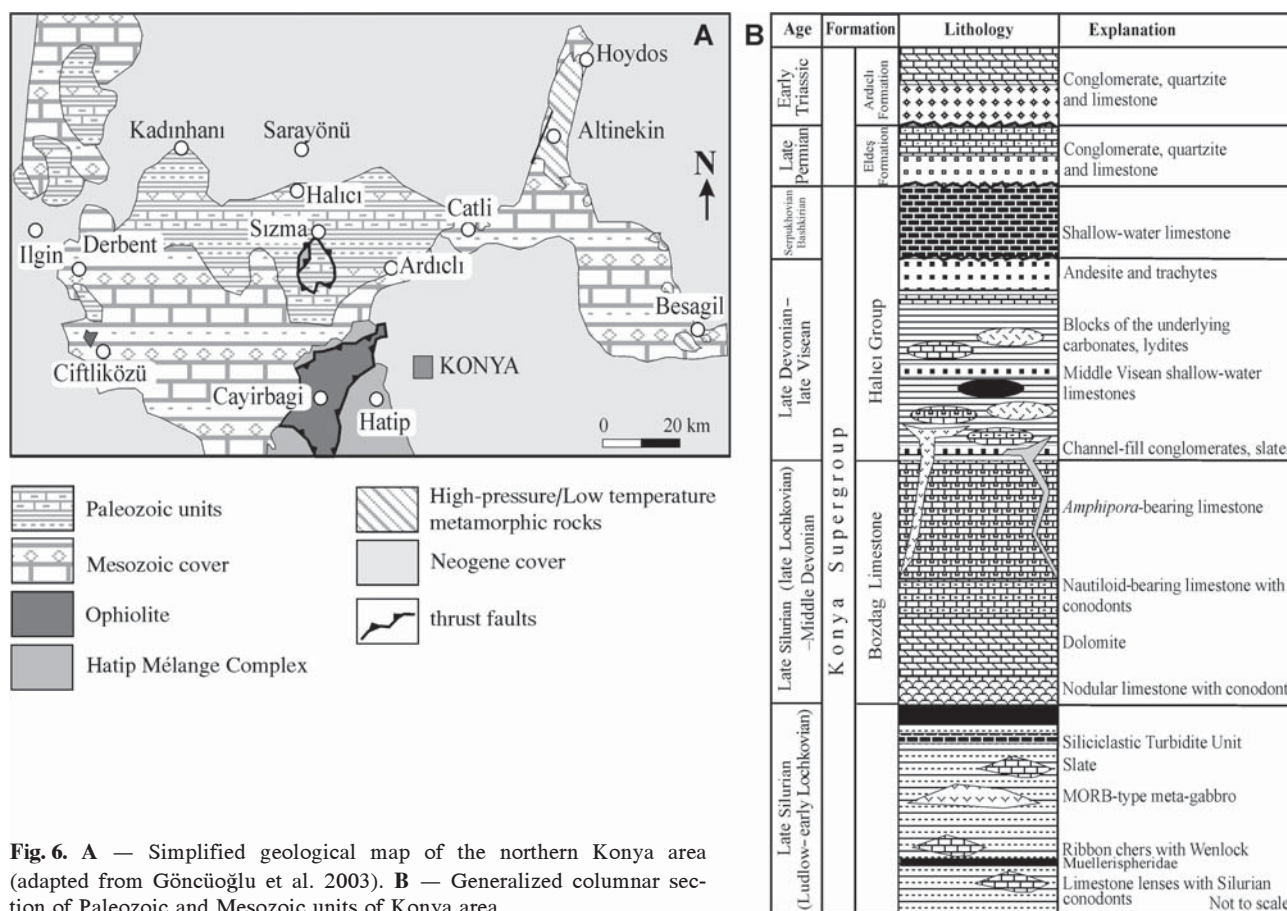 A
Hoydos
Kadınhanı
Sarayönü
Altinekin
N
Halıcı
Catli
Sızma
Ilgin
Derbent
Ardıclı
Besagil
Ciftliközü
KONYA
Cayirbagi
Hatip
0 20 km
Paleozoic units
Mesozoic cover
Ophiolite
Hatip Mélange Complex
High-pressure/Low temperature
metamorphic rocks
Neogene cover
thrust faults
Fig. 6. A — Simplified geological map of the northern Konya area
(adapted from Göncüoğlu et al. 2003). B — Generalized columnar sec-
tion of Paleozoic and Mesozoic units of Konya area.
B
Age Formation Lithology Explanation
Early
Triassic
Ardıclı
Formation
Conglomerate, quartzite
and limestone
Late
Permian
Eldeş
Formation
Conglomerate, quartzite
and limestone
Serpukhovian
Bashkirian
Shallow-water limestone
Late Devonian–
late Visean
Halıcı Group
Andesite and trachytes
Blocks of the underlying
carbonates, lydites
Middle Visean shallow-water
limestones
Channel-fill conglomerates, slate
Konya Supergroup
Late Silurian (late Lochkovian)
–Middle Devonian
Bozdag Limestone
Amphipora-bearing limestone
Nautiloid-bearing limestone with
conodonts
Dolomite
Nodular limestone with conodont
Late Silurian
(Ludlow–early Lochkovian)
Siliciclastic Turbidite Unit
Slate
MORB-type meta-gabbro
Ribbon chers with Wenlock
Muellerispheridae
Limestone lenses with Silurian
conodonts
Not to scale